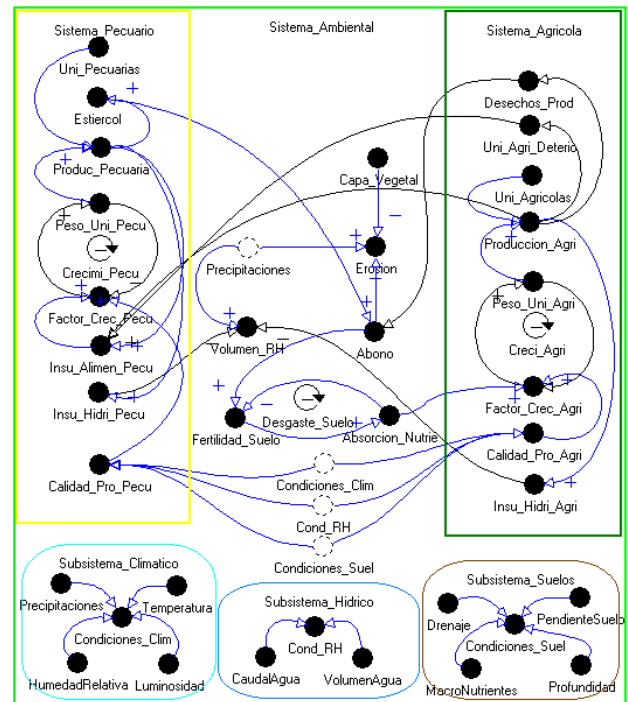 Sistema_Pecuario
Sistema_Ambiental
Sistema_Agricola
Uni_Pecuarias
Estiercol
Produc_Pecuaria
Peso_Uni_Pecu
Crecimi_Pecu
Factor_Crec_Pecu
Insu_Alimen_Pecu
Insu_Hidri_Pecu
Calidad_Pro_Pecu
Capa_Vegetal
Precipitaciones
Erosion
Volumen_RH
Abono
Desgaste_Suelo
Fertilidad_Suelo
Absorcion_Nutrie
Condiciones_Clim
Cond_RH
Condiciones_Suel
Desechos_Prod
Uni_Agri_Deterio
Uni_Agricolas
Produccion_Agri
Peso_Uni_Agri
Creci_Agri
Factor_Crec_Agri
Calidad_Pro_Agri
Insu_Hidri_Agri
Subsistema_Climatico
Precipitaciones
Temperatura
Condiciones_Clim
HumedadRelativa
Luminosidad
Subsistema_Hidrico
Cond_RH
CaudalAgua
VolumenAgua
Subsistema_Suelos
Drenaje
PendienteSuelo
Condiciones_Suel
MacroNutrientes
Profundidad